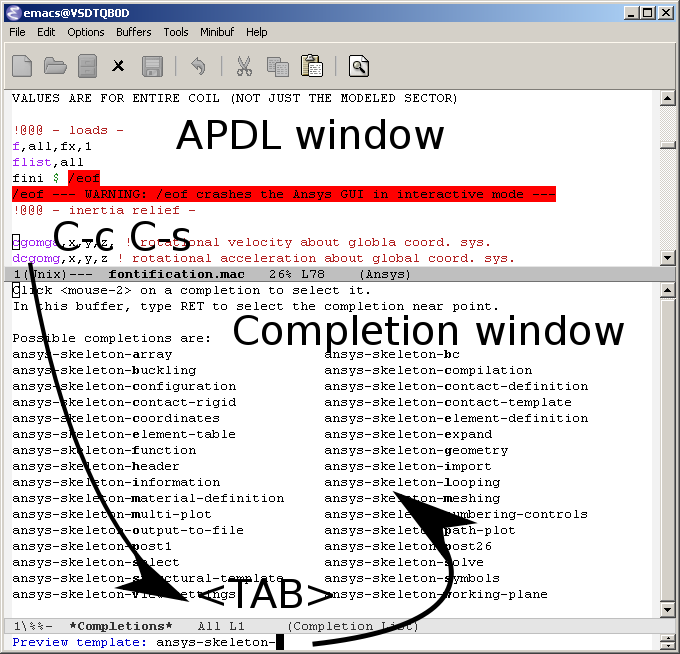 emacs@VSDTQB0D
File Edit Options Buffers Tools Minibuf Help
VALUES ARE FOR ENTIRE COIL (NOT JUST THE MODELED SECTOR)
!@@@ - loads -
APDL window
f,all,fx,1
flist,all
fini $ /eof
/eof --- WARNING: /eof crashes the Ansys GUI in interactive mode ---
!@@@ - inertia relief -
C-c C-s
cgomga,x,y,z, ! rotational velocity about globla coord. sys.
dcgomg,x,y,z ! rotational acceleration about global coord. sys.
1(Unix)--- fontification.mac 26% L78 (Ansys)
Click <mouse-2> on a completion to select it.
In this buffer, type RET to select the completion near point.
Completion window
Possible completions are:
ansys-skeleton-array ansys-skeleton-bc
ansys-skeleton-buckling ansys-skeleton-compilation
ansys-skeleton-configuration ansys-skeleton-contact-definition
ansys-skeleton-contact-rigid ansys-skeleton-contact-template
ansys-skeleton-coordinates ansys-skeleton-element-definition
ansys-skeleton-element-table ansys-skeleton-expand
ansys-skeleton-function ansys-skeleton-geometry
ansys-skeleton-header ansys-skeleton-import
ansys-skeleton-information ansys-skeleton-looping
ansys-skeleton-material-definition ansys-skeleton-meshing
ansys-skeleton-multi-plot ansys-skeleton-numbering-controls
ansys-skeleton-output-to-file ansys-skeleton-path-plot
ansys-skeleton-post1 ansys-skeleton-post26
ansys-skeleton-select ansys-skeleton-solve
ansys-skeleton-structural-template ansys-skeleton-symbols
ansys-skeleton-view-settings ansys-skeleton-working-plane
<TAB>
1\%%- *Completions* All L1 (Completion List)
Preview template: ansys-skeleton-